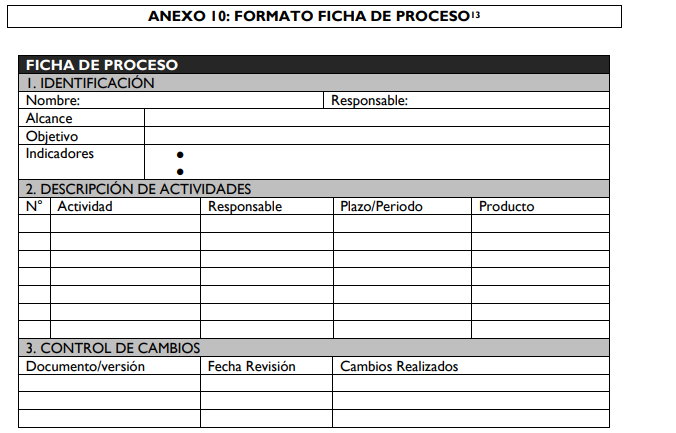 ANEXO 10: FORMATO FICHA DE PROCESO13
FICHA DE PROCESO
1. IDENTIFICACIÓN
Nombre: Responsable:
Alcance
Objetivo
Indicadores •
•
2. DESCRIPCIÓN DE ACTIVIDADES
N° Actividad Responsable Plazo/Periodo Producto
3. CONTROL DE CAMBIOS
Documento/versión Fecha Revisión Cambios Realizados